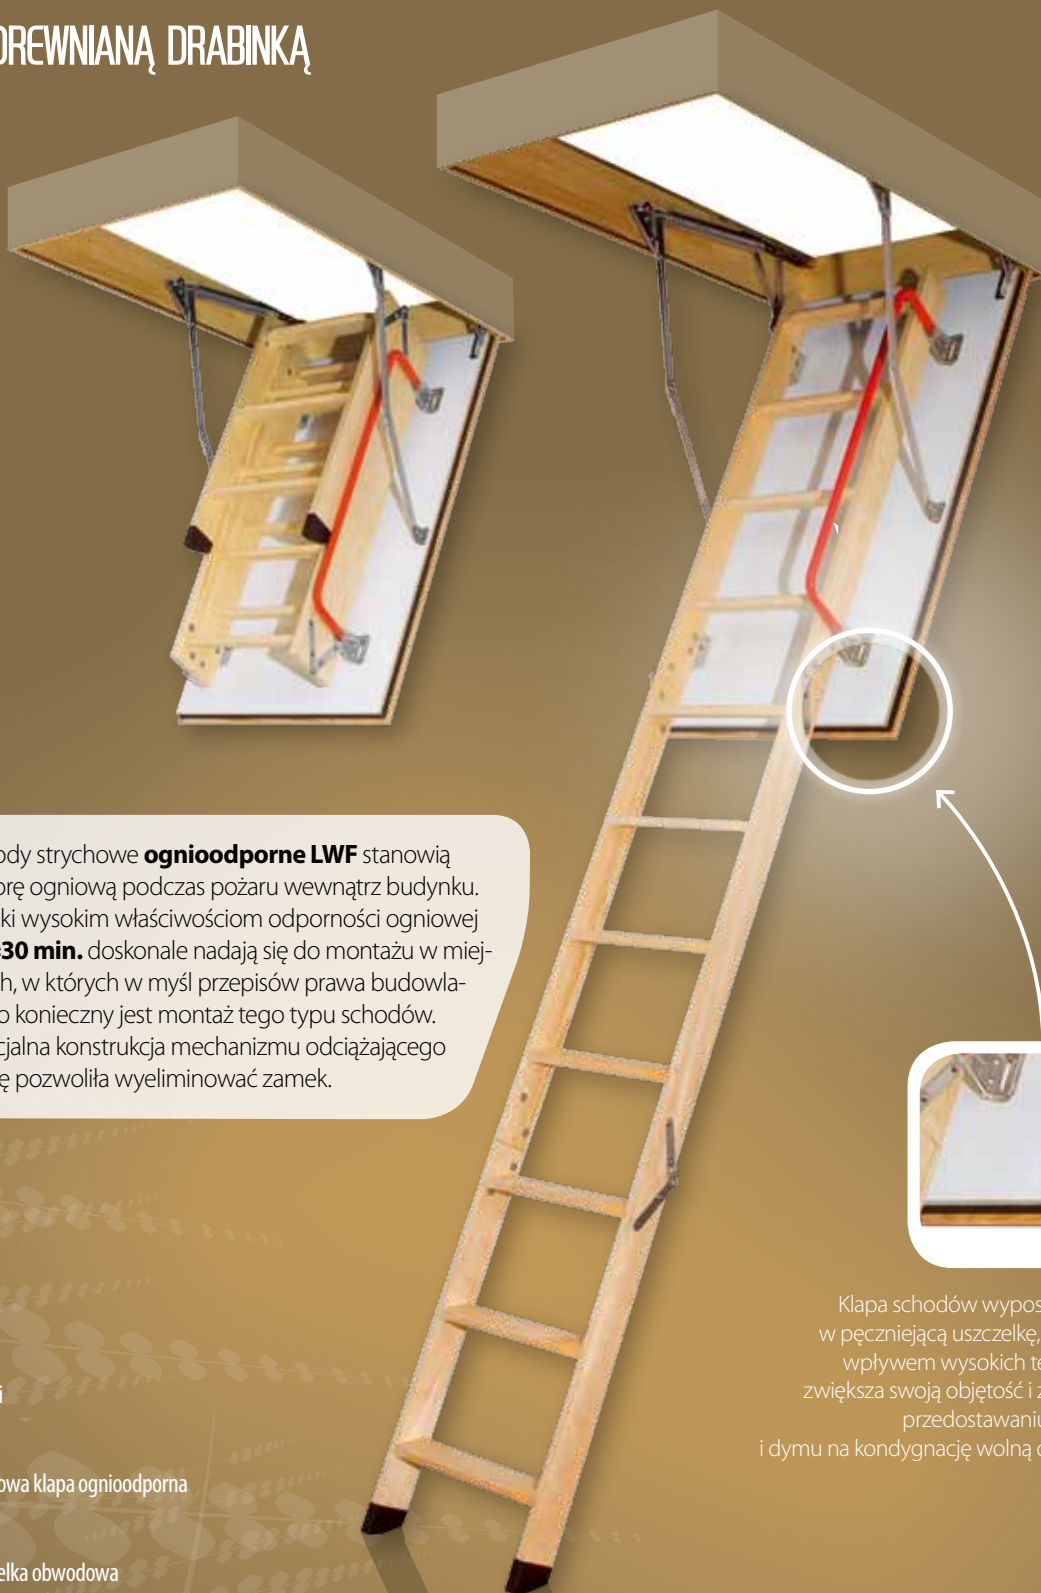 DREWNIANĄ DRABINKĄ
ody strychowe ognioodporne LWF stanowią
orę ogniową podczas pożaru wewnątrz budynku.
ki wysokim właściwościom odporności ogniowej
30 min. doskonale nadają się do montażu w miej-
h, w których w myśl przepisów prawa budowla-
o konieczny jest montaż tego typu schodów.
cjalna konstrukcja mechanizmu odciążającego
ę pozwoliła wyeliminować zamek.
Klapa schodów wypos
w pęczniejącą uszczelkę,
wpływem wysokich te
zwiększa swoją objętość i z
przedostawaniu
i dymu na kondygnację wolną o
i
owa klapa ognioodporna
elka obwodowa